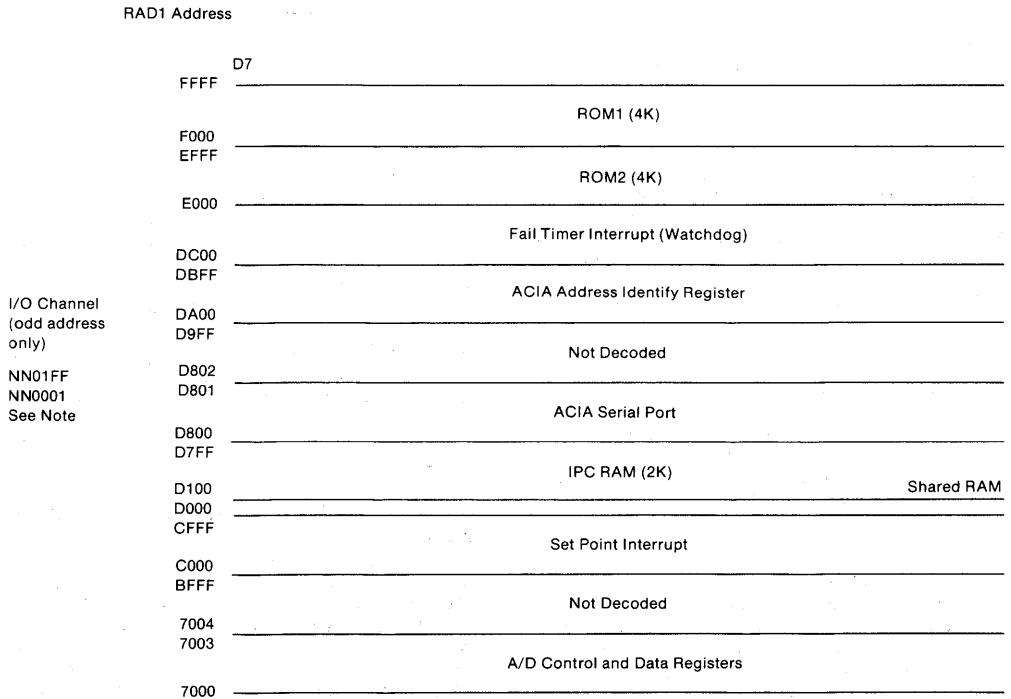 RAD1 Address
D7
FFFF
ROM1 (4K)
F000
EFFF
ROM2 (4K)
E000
Fail Timer Interrupt (Watchdog)
DC00
DBFF
ACIA Address Identify Register
DA00
D9FF
Not Decoded
D802
D801
ACIA Serial Port
D800
D7FF
IPC RAM (2K)
D100
Shared RAM
D000
CFFF
Set Point Interrupt
C000
BFFF
Not Decoded
7004
7003
A/D Control and Data Registers
7000
I/O Channel
(odd address
only)
NN01FF
NN0001
See Note